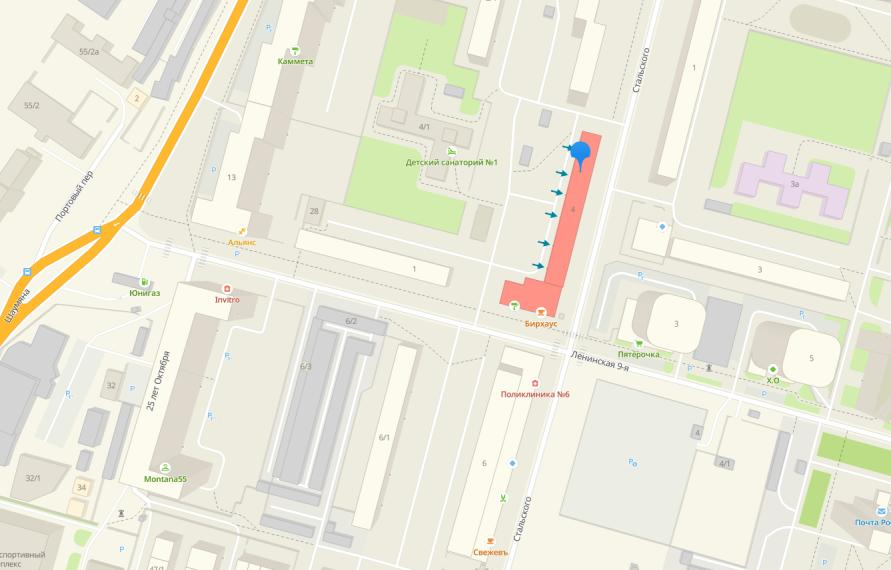 55/2а
Каммета
Стальского
1
2
55/2
4/1
Детский санаторий №1
13
3а
Портовый пер
28
4
Альянс
1
3
Юнигаз
Invitro
Шаумяна
6/2
Бирхаус
3
Пятёрочка
5
Ленинская 9-я
X.O
25 лет Октября
6/3
32
Поликлиника №6
6/1
4
6
4/1
32/1
34
Montana55
Стальского
Почта Ро
Свежевъ
спортивный
плекс